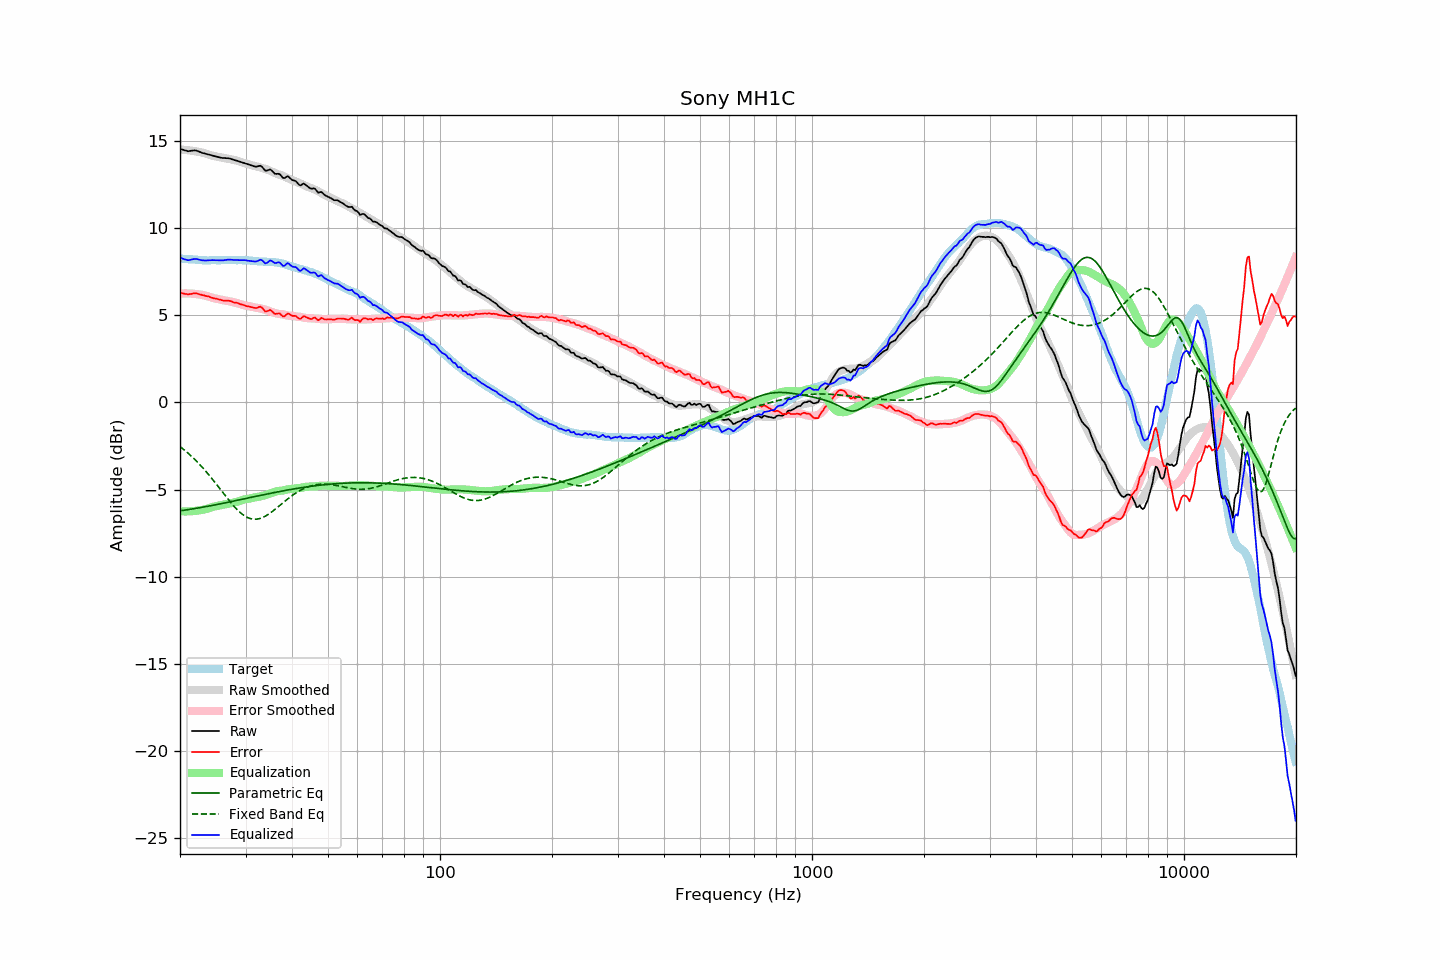 Sony MH1C
15
10
5
0
−5
−10
−15
−20
−25
Amplitude (dBr)
Target
Raw Smoothed
Error Smoothed
Raw
Error
Equalization
Parametric Eq
Fixed Band Eq
Equalized
100 1000 10000
Frequency (Hz)